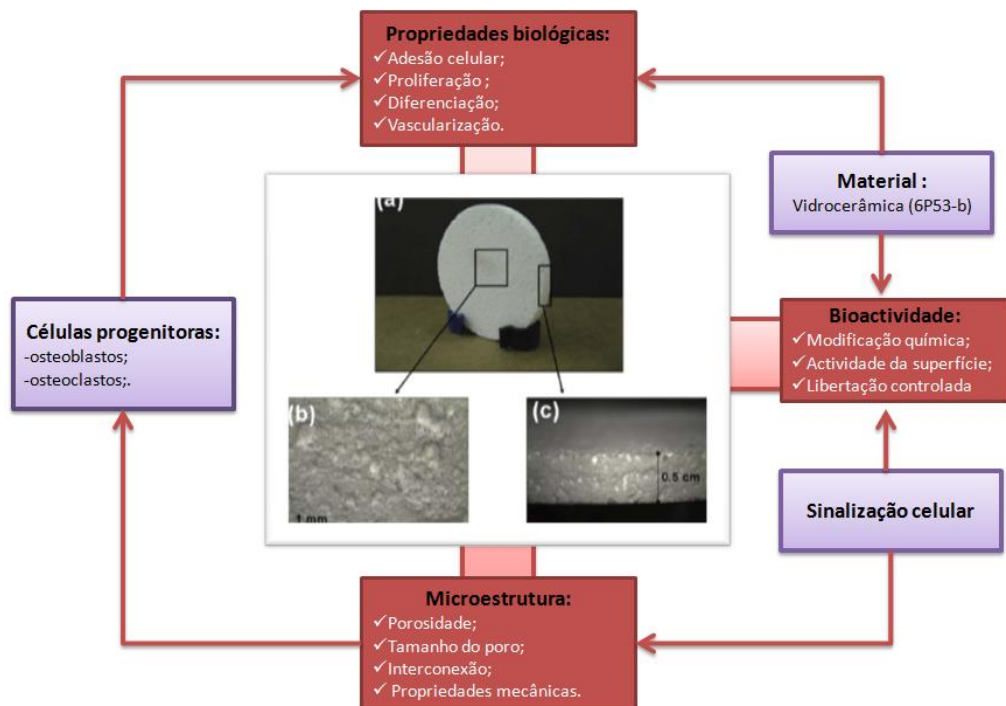 Propriedades biológicas:
✓Adesão celular;
✓Proliferação ;
✓Diferenciação;
✓Vascularização.
Material :
Vidrocerâmica (6P53-b)
(a)
Células progenitoras:
-osteoblastos;
-osteoclastos;.
Bioactividade:
✓Modificação química;
✓Actividade da superfície;
✓Libertação controlada
(b)
1 mm
(c)
0.5 cm
Sinalização celular
Microestrutura:
✓Porosidade;
✓Tamanho do poro;
✓Interconexão;
✓ Propriedades mecânicas.